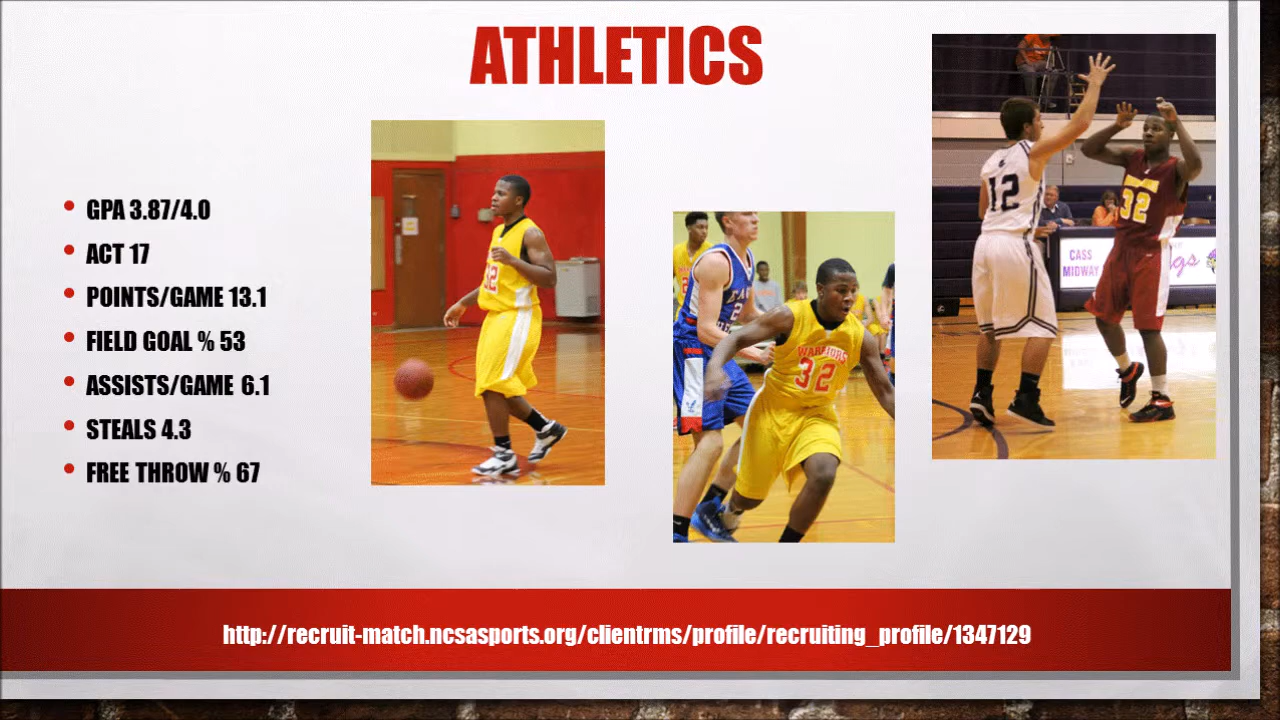 ATHLETICS
GPA 3.87/4.0
ACT 17
POINTS/GAME 13.1
FIELD GOAL % 53
ASSISTS/GAME 6.1
STEALS 4.3
FREE THROW % 67
32
WARRIORS
32
12
32
CASS
MIDWAY
http://recruit-match.ncsasports.org/clientrms/profile/recruiting_profile/1347129